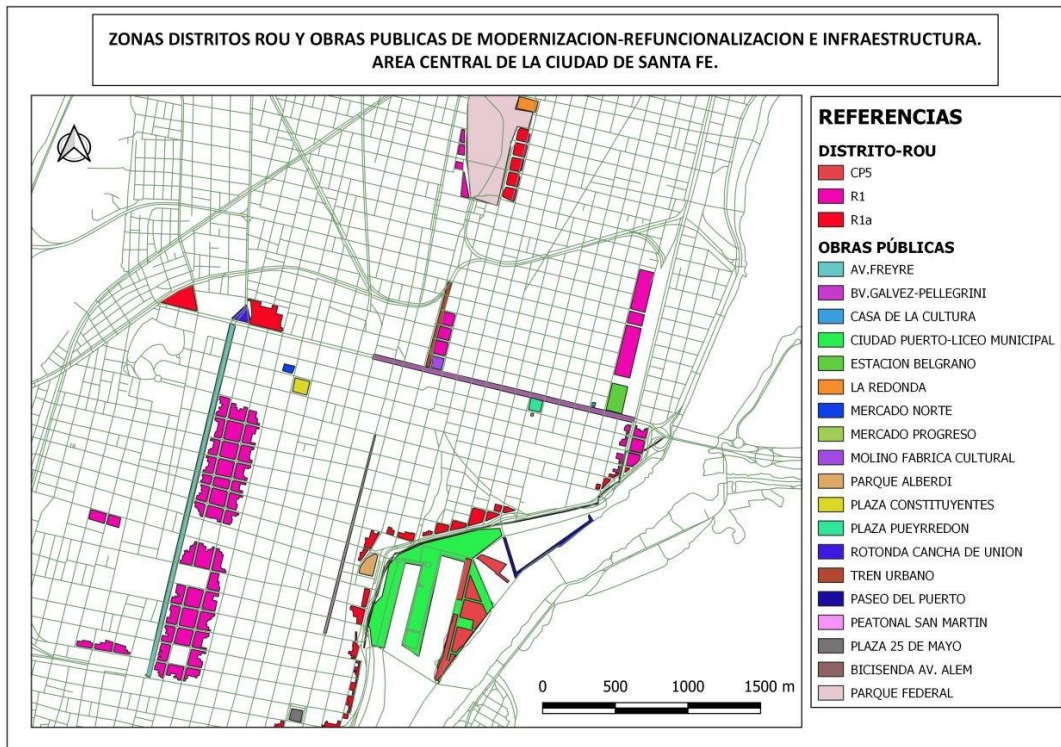 ZONAS DISTRITOS ROU Y OBRAS PUBLICAS DE MODERNIZACION-REFUNCIONALIZACION E INFRAESTRUCTURA.
AREA CENTRAL DE LA CIUDAD DE SANTA FE.
REFERENCIAS
DISTRITO-ROU
CP5
R1
R1a
OBRAS PÚBLICAS
AV.FREYRE
BV.GALVEZ-PELLEGRINI
CASA DE LA CULTURA
CIUDAD PUERTO-LICEO MUNICIPAL
ESTACION BELGRANO
LA REDONDA
MERCADO NORTE
MERCADO PROGRESO
MOLINO FABRICA CULTURAL
PARQUE ALBERDI
PLAZA CONSTITUYENTES
PLAZA PUEYRREDON
ROTONDA CANCHA DE UNION
TREN URBANO
PASEO DEL PUERTO
PEATONAL SAN MARTIN
PLAZA 25 DE MAYO
BICISENDA AV. ALEM
PARQUE FEDERAL
0 500 1000 1500 m